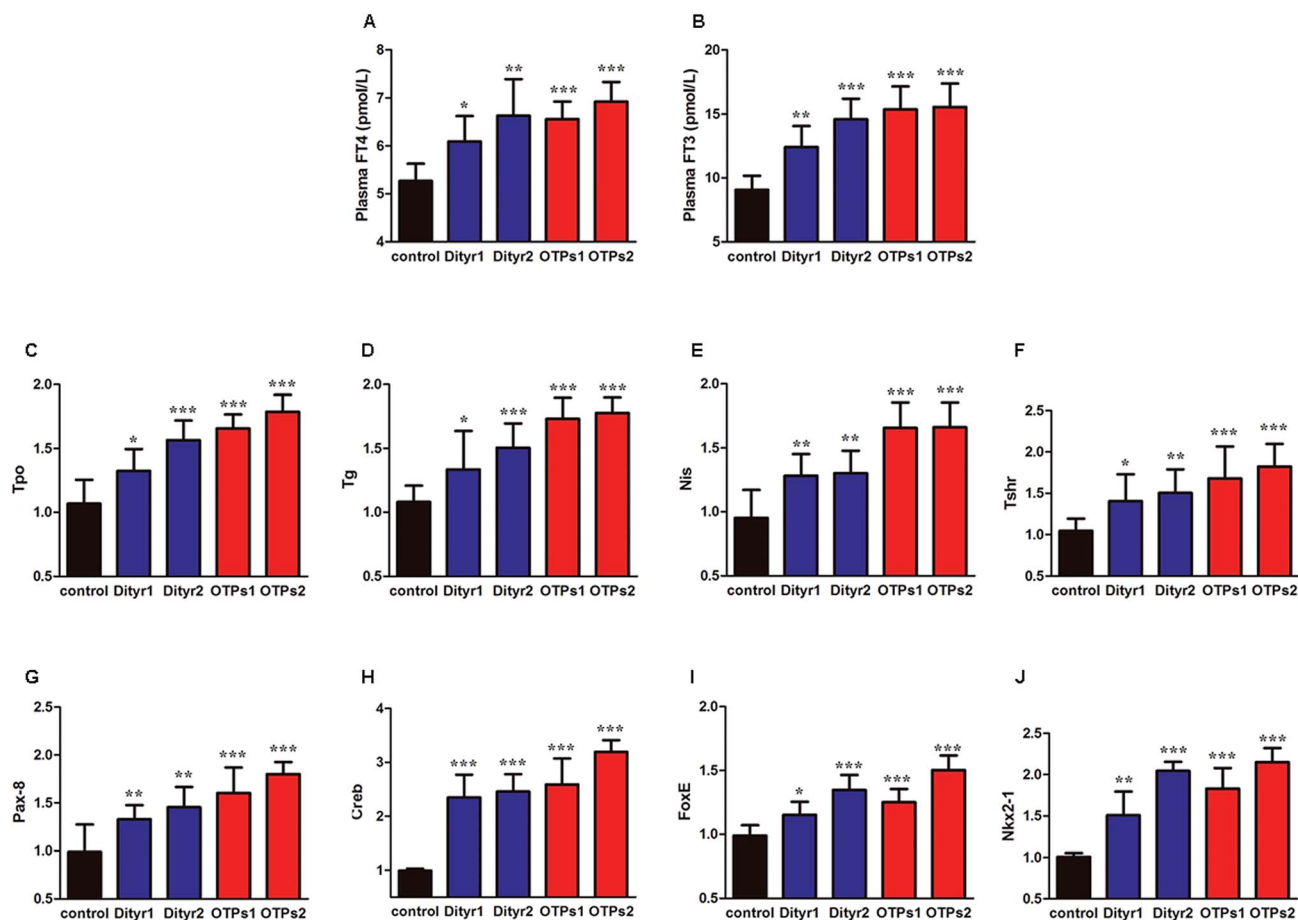 A
Plasma FT4 (pmol/L)
8
7
6
5
4
* ** *** ***
control Dityr1 Dityr2 OTPs1 OTPs2
B
Plasma FT3 (pmol/L)
20
15
10
5
** *** *** ***
control Dityr1 Dityr2 OTPs1 OTPs2
C
Tpo
2.0
1.5
1.0
0.5
* *** *** ***
control Dityr1 Dityr2 OTPs1 OTPs2
D
Tg
2.0
1.5
1.0
0.5
* *** *** ***
control Dityr1 Dityr2 OTPs1 OTPs2
E
Nis
2.0
1.5
1.0
0.5
** ** *** ***
control Dityr1 Dityr2 OTPs1 OTPs2
F
Tshr
2.5
2.0
1.5
1.0
0.5
* ** *** ***
control Dityr1 Dityr2 OTPs1 OTPs2
G
Pax-8
2.5
2.0
1.5
1.0
0.5
** ** *** ***
control Dityr1 Dityr2 OTPs1 OTPs2
H
Creb
4
3
2
1
*** *** *** ***
control Dityr1 Dityr2 OTPs1 OTPs2
I
FoxE
2.0
1.5
1.0
0.5
* *** *** ***
control Dityr1 Dityr2 OTPs1 OTPs2
J
Nkx2-1
2.5
2.0
1.5
1.0
0.5
** *** *** ***
control Dityr1 Dityr2 OTPs1 OTPs2